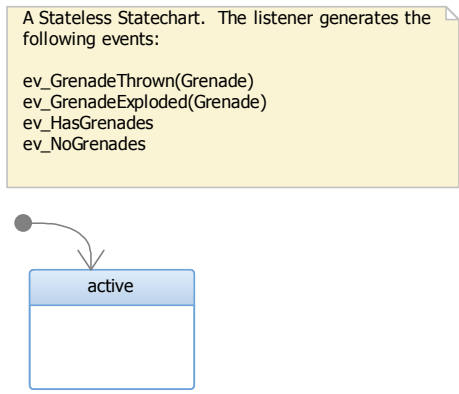 A Stateless Statechart. The listener generates the
following events:
ev_GrenadeThrown(Grenade)
ev_GrenadeExploded(Grenade)
ev_HasGrenades
ev_NoGrenades
active